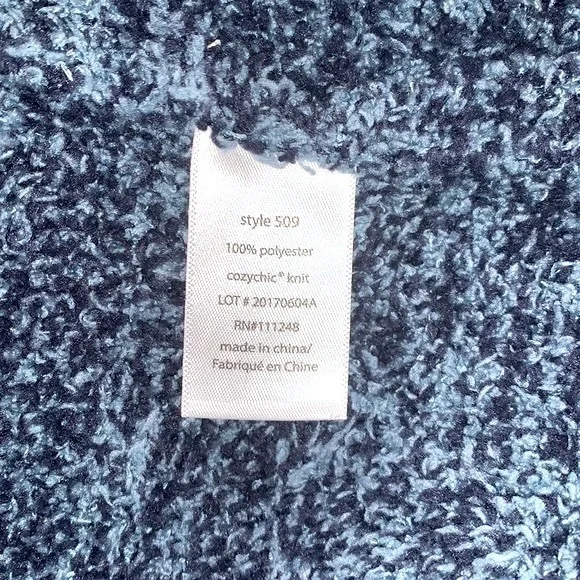 style 509
100% polyester
cozychic® knit
LOT # 20170604A
RN#111248
made in china/
Fabriqué en Chine